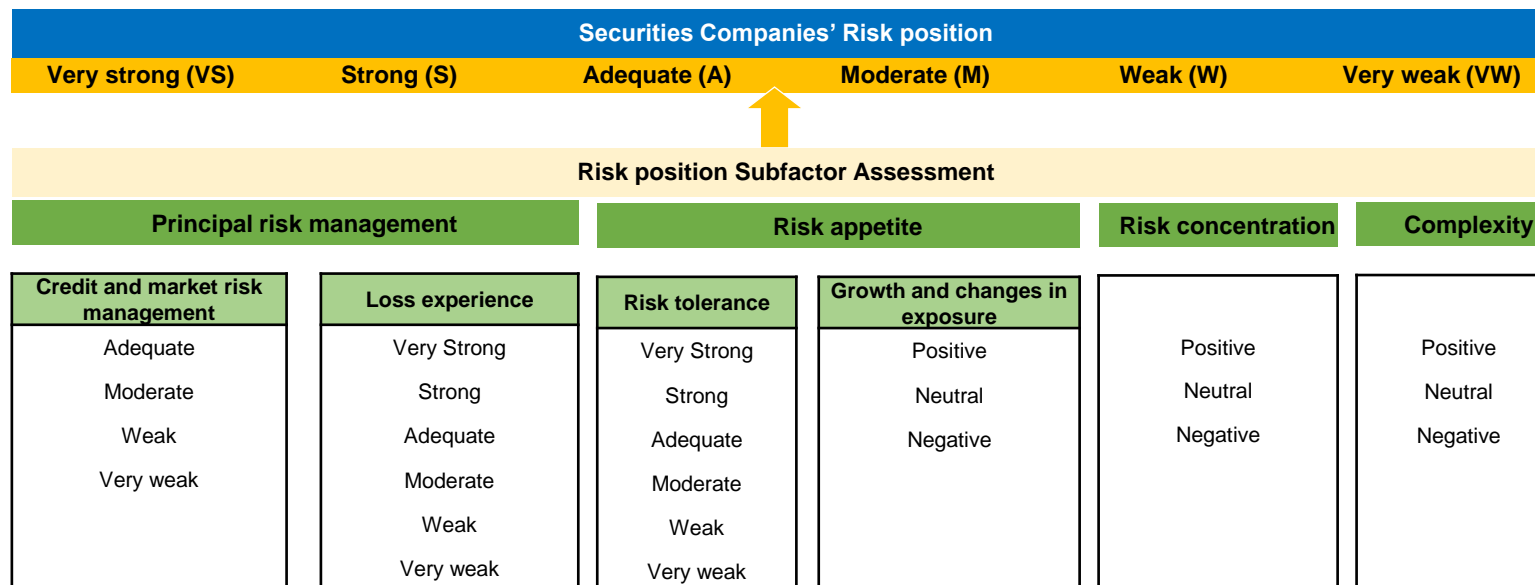 Securities Companies' Risk position
Very strong (VS) Strong (S) Adequate (A) Moderate (M) Weak (W) Very weak (VW)
Risk position Subfactor Assessment
Principal risk management Risk appetite Risk concentration Complexity
Credit and market risk
management
Adequate
Moderate
Weak
Very weak
Loss experience
Very Strong
Strong
Adequate
Moderate
Weak
Very weak
Risk tolerance
Very Strong
Strong
Adequate
Moderate
Weak
Very weak
Growth and changes in
exposure
Positive
Neutral
Negative
Positive
Neutral
Negative
Positive
Neutral
Negative